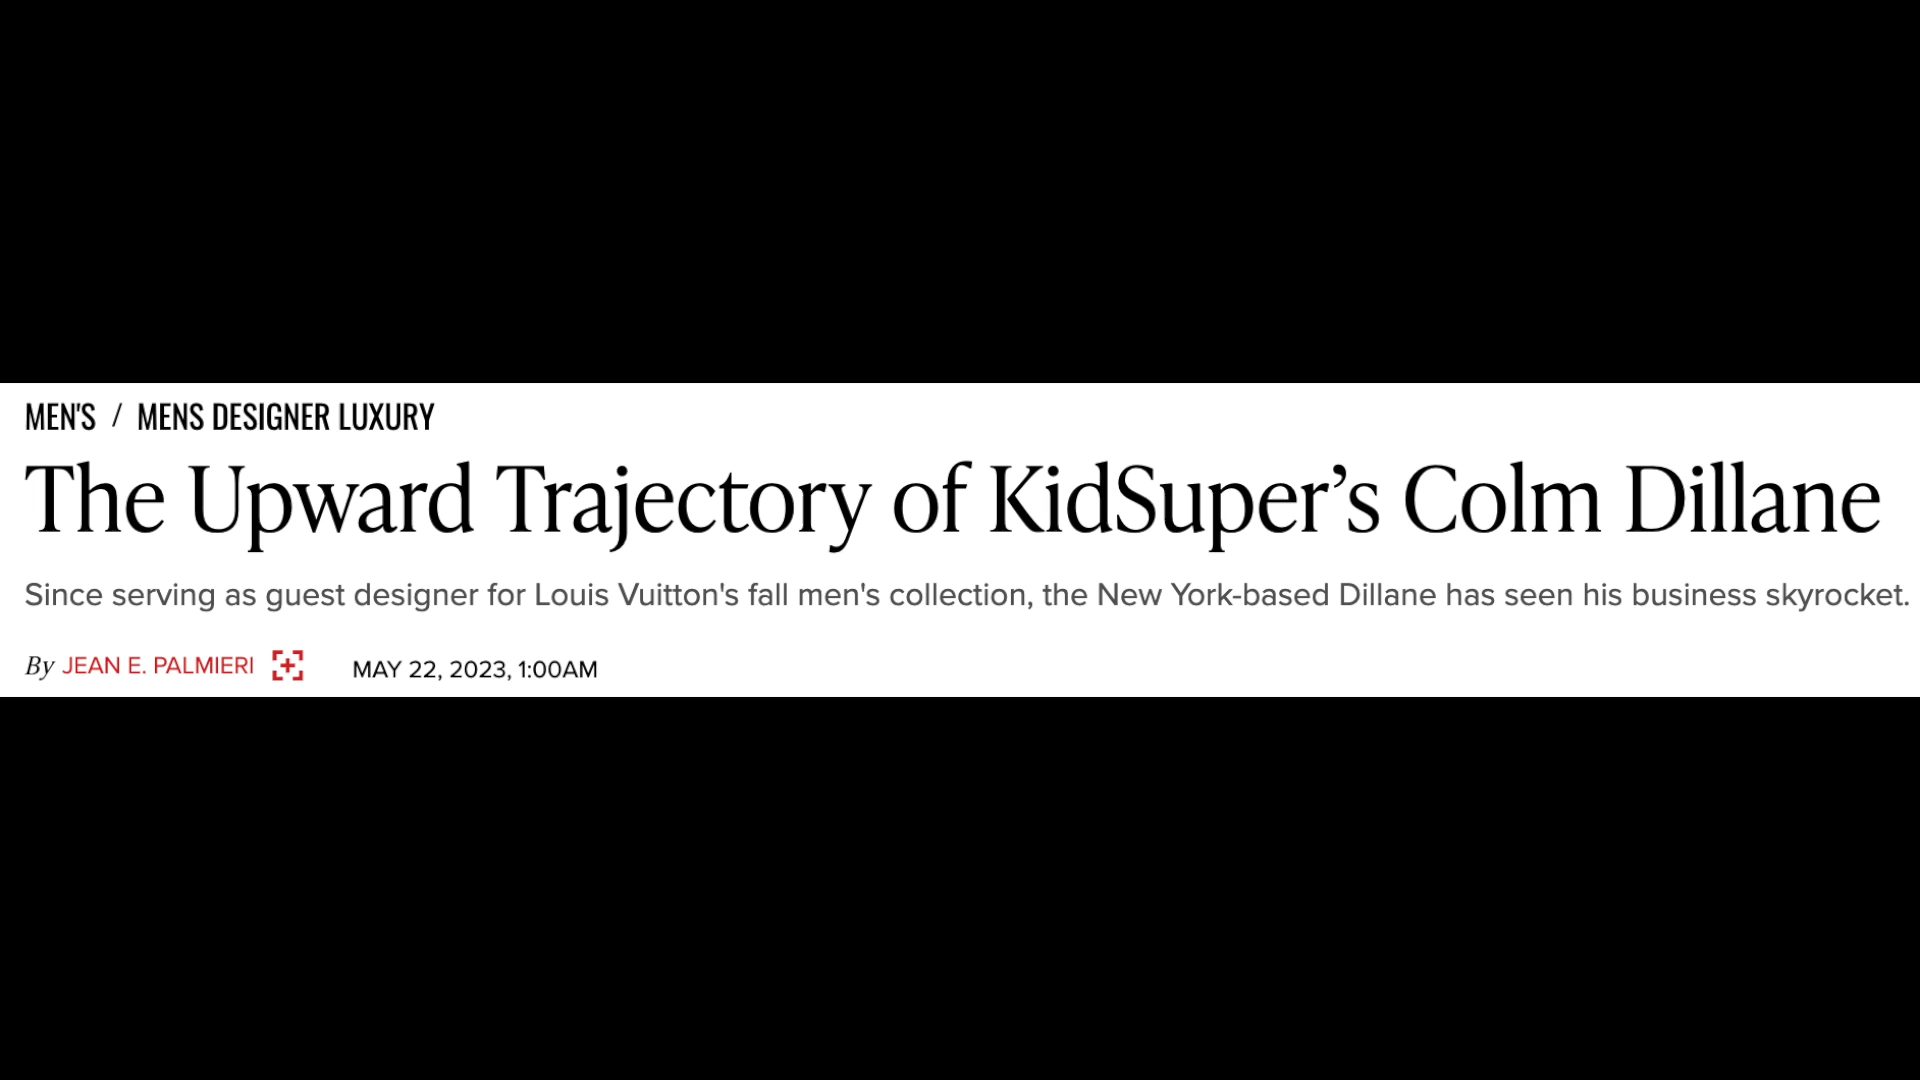 MEN'S / MENS DESIGNER LUXURY
The Upward Trajectory of KidSuper’s Colm Dillane
Since serving as guest designer for Louis Vuitton's fall men's collection, the New York-based Dillane has seen his business skyrocket.
By JEAN E. PALMIERI MAY 22, 2023, 1:00AM